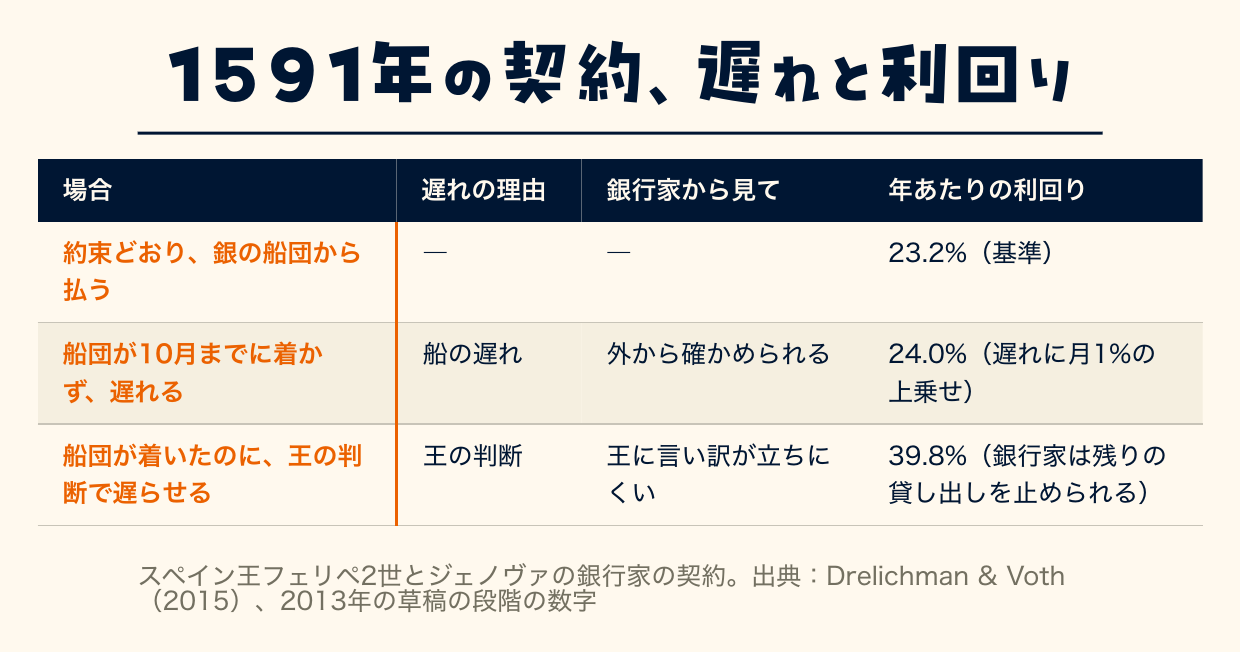 1591年の契約、遅れと利回り
場合
遅れの理由
銀行家から見て
年あたりの利回り
約束どおり、銀の船団から
払う
—
—
23.2%（基準）
船団が10月までに着か
ず、遅れる
船の遅れ
外から確かめられる
24.0%（遅れに月1%の
上乗せ）
船団が着いたのに、王の判
断で遅らせる
王の判断
王に言い訳が立ちに
くい
39.8%（銀行家は残りの
貸し出しを止められる）
スペイン王フェリペ2世とジェノヴァの銀行家の契約。出典：Drelichman & Voth
（2015）、2013年の草稿の段階の数字